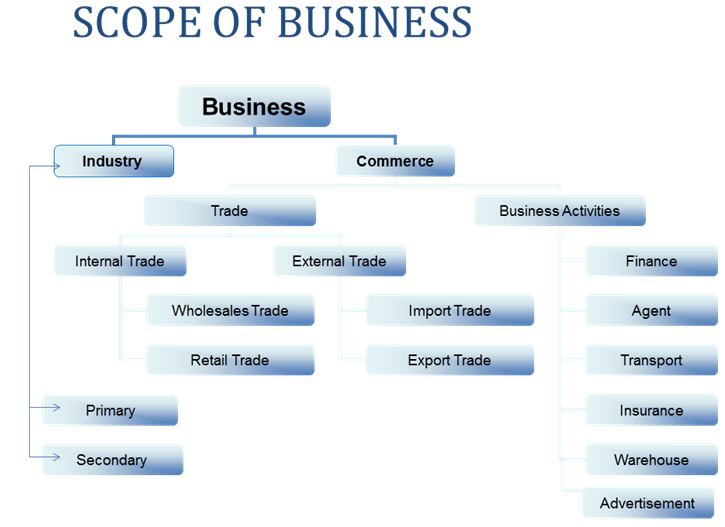 SCOPE OF BUSINESS
Business
Industry
Commerce
Trade
Business Activities
Internal Trade
External Trade
Finance
Wholesales Trade
Import Trade
Agent
Retail Trade
Export Trade
Transport
Primary
Insurance
Secondary
Warehouse
Advertisement